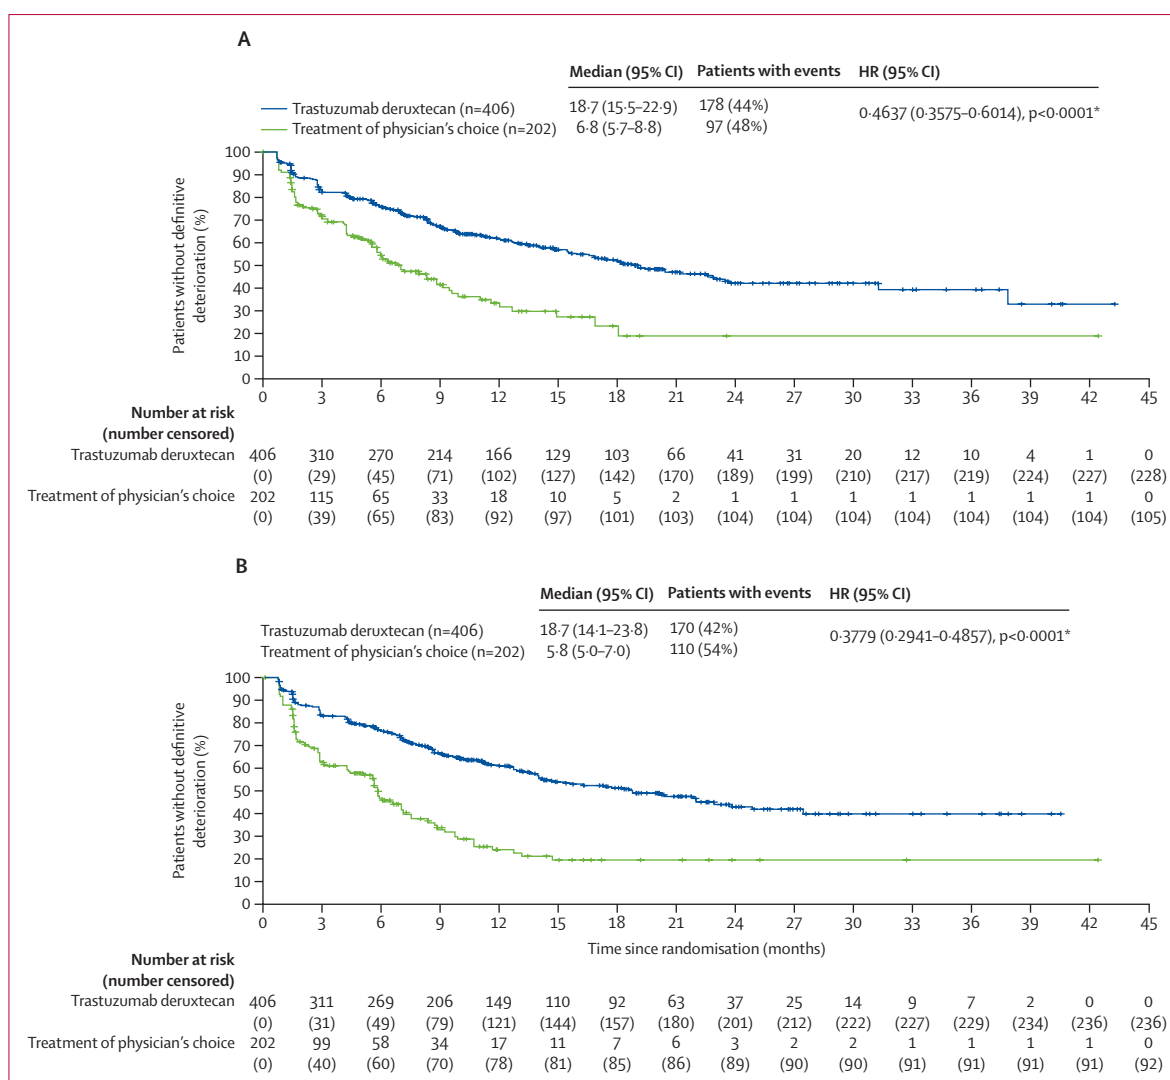 A
Median (95% CI) Patients with events HR (95% CI)
Trastuzumab deruxtecan (n=406) 18·7 (15·5–22·9) 178 (44%) 0·4637 (0·3575–0·6014), p<0·0001*
Treatment of physician's choice (n=202) 6·8 (5·7–8·8) 97 (48%)
Patients without definitive
deterioration (%)
100
90
80
70
60
50
40
30
20
10
0
0 3 6 9 12 15 18 21 24 27 30 33 36 39 42 45
Number at risk
(number censored)
Trastuzumab deruxtecan 406 310 270 214 166 129 103 66 41 31 20 12 10 4 1 0
(0) (29) (45) (71) (102) (127) (142) (170) (189) (199) (210) (217) (219) (224) (227) (228)
Treatment of physician's choice 202 115 65 33 18 10 5 2 1 1 1 1 1 1 1 0
(0) (39) (65) (83) (92) (97) (101) (103) (104) (104) (104) (104) (104) (104) (104) (105)
B
Median (95% CI) Patients with events HR (95% CI)
Trastuzumab deruxtecan (n=406) 18·7 (14·1–23·8) 170 (42%) 0·3779 (0·2941–0·4857), p<0·0001*
Treatment of physician's choice (n=202) 5·8 (5·0–7·0) 110 (54%)
Patients without definitive
deterioration (%)
100
90
80
70
60
50
40
30
20
10
0
0 3 6 9 12 15 18 21 24 27 30 33 36 39 42 45
Time since randomisation (months)
Number at risk
(number censored)
Trastuzumab deruxtecan 406 311 269 206 149 110 92 63 37 25 14 9 7 2 0 0
(0) (31) (49) (79) (121) (144) (157) (180) (201) (212) (222) (227) (229) (234) (236) (236)
Treatment of physician's choice 202 99 58 34 17 11 7 6 3 2 2 1 1 1 1 0
(0) (40) (60) (70) (78) (81) (85) (86) (89) (90) (90) (91) (91) (91) (91) (92)